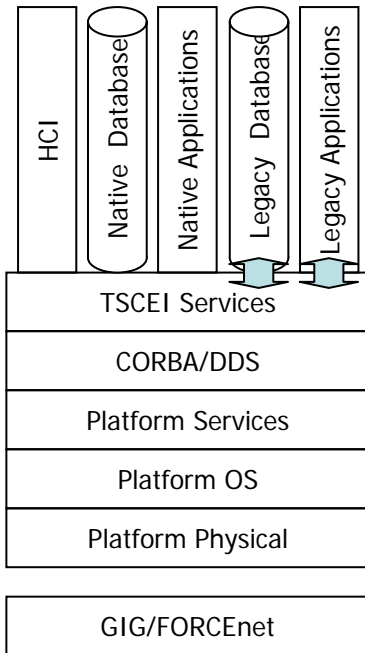 HCI
Native Database
Native Applications
Legacy Database
Legacy Applications
TSCEI Services
CORBA/DDS
Platform Services
Platform OS
Platform Physical
GIG/FORCEnet